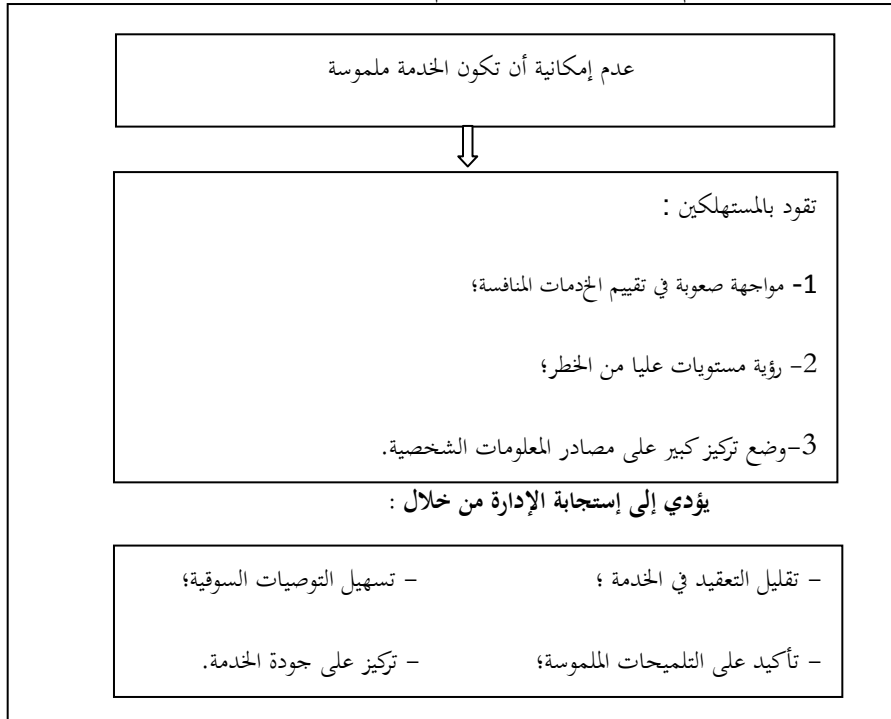 عدم إمكانية أن تكون الخدمة ملموسة
تقود بالمستهلكين :
1- مواجهة صعوبة في تقييم الخدمات المنافسة؛
2- رؤية مستويات عليا من الخطر؛
3-وضع تركيز كبير على مصادر المعلومات الشخصية.
يؤدي إلى إستجابة الإدارة من خلال :
- تقليل التعقيد في الخدمة ؛ - تسهيل التوصيات السوقية؛
- تأكيد على التلميحات الملموسة؛ - تركيز على جودة الخدمة.